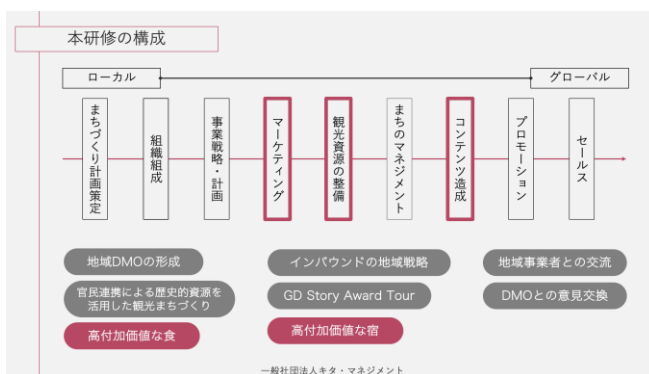 本研修の構成
ローカル
グローバル
まちづくり計画策定
組織組成
事業戦略・計画
マーケティング
観光資源の整備
まちのマネジメント
コンテンツ造成
プロモーション
セールス
地域DMOの形成
インバウンドの地域戦略
地域事業者との交流
官民連携による歴史的資源を
活用した観光まちづくり
GD Story Award Tour
DMOとの意見交換
高付加価値な食
高付加価値な宿
一般社団法人キタ・マネジメント